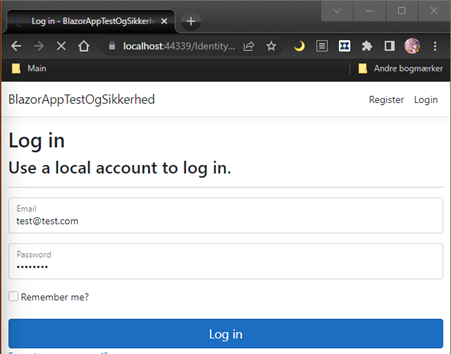 Log in - BlazorAppTestOgSikkerh
localhost:44339/Identity...
Main
Andre bogmærker
BlazorAppTestOgSikkerhed
Register
Login
Log in
Use a local account to log in.
Email
test@test.com
Password
••••••••
Remember me?
Log in